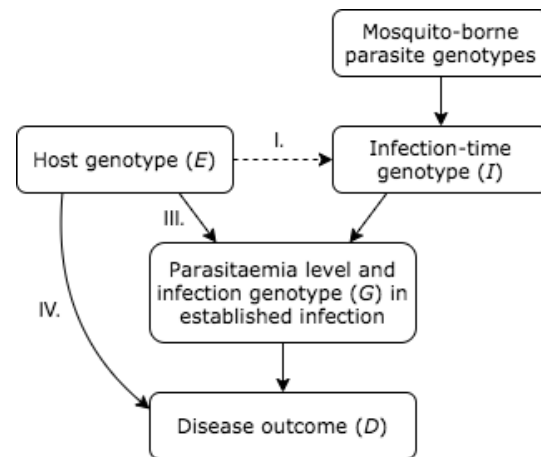 Mosquito-borne
parasite genotypes
I.
Host genotype (E)
Infection-time
genotype (I)
III.
Parasitaemia level and
infection genotype (G) in
established infection
IV.
Disease outcome (D)